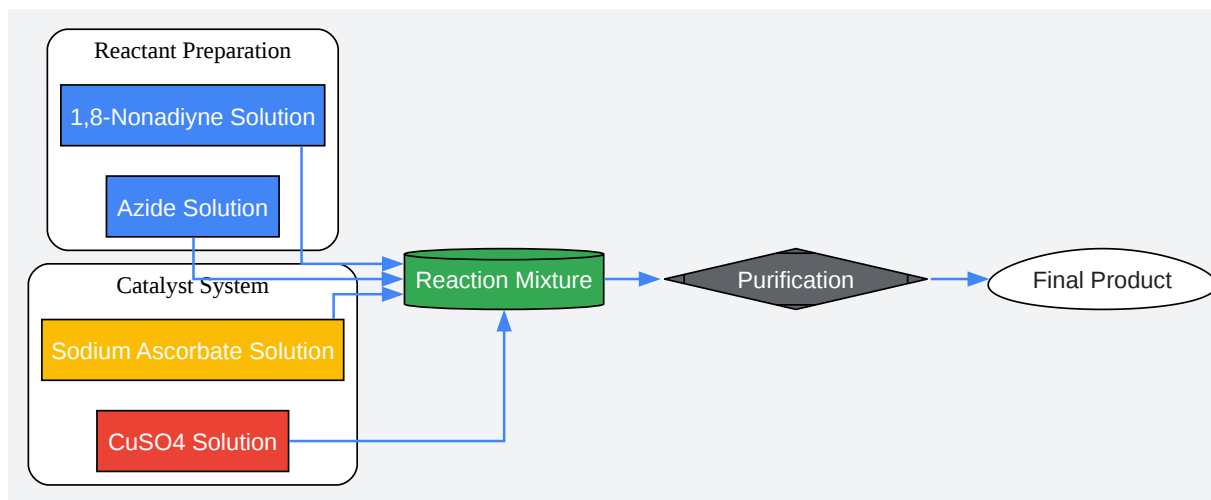 Reactant Preparation
1,8-Nonadiyne Solution
Azide Solution
Catalyst System
Sodium Ascorbate Solution
CuSO4 Solution
Reaction Mixture
Purification
Final Product